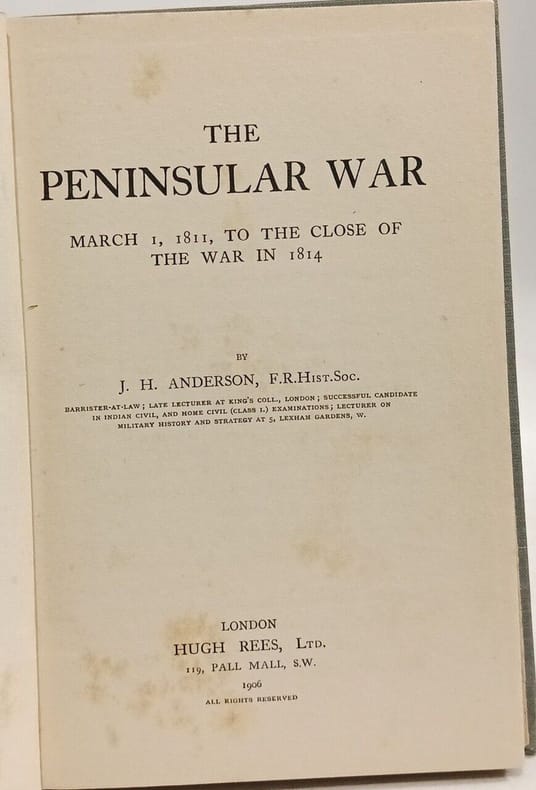 THE
PENINSULAR WAR
MARCH 1, 1811, TO THE CLOSE OF
THE WAR IN 1814
BY
J. H. ANDERSON, F.R.HIST.SOC.
BARRISTER-AT-LAW; LATE LECTURER AT KING'S COLL., LONDON; SUCCESSFUL CANDIDATE
IN INDIAN CIVIL, AND HOME CIVIL (CLASS I.) EXAMINATIONS; LECTURER ON
MILITARY HISTORY AND STRATEGY AT 5, LEXHAM GARDENS, W.
LONDON
HUGH REES, LTD.
119, PALL MALL, S.W.
1906
ALL RIGHTS RESERVED